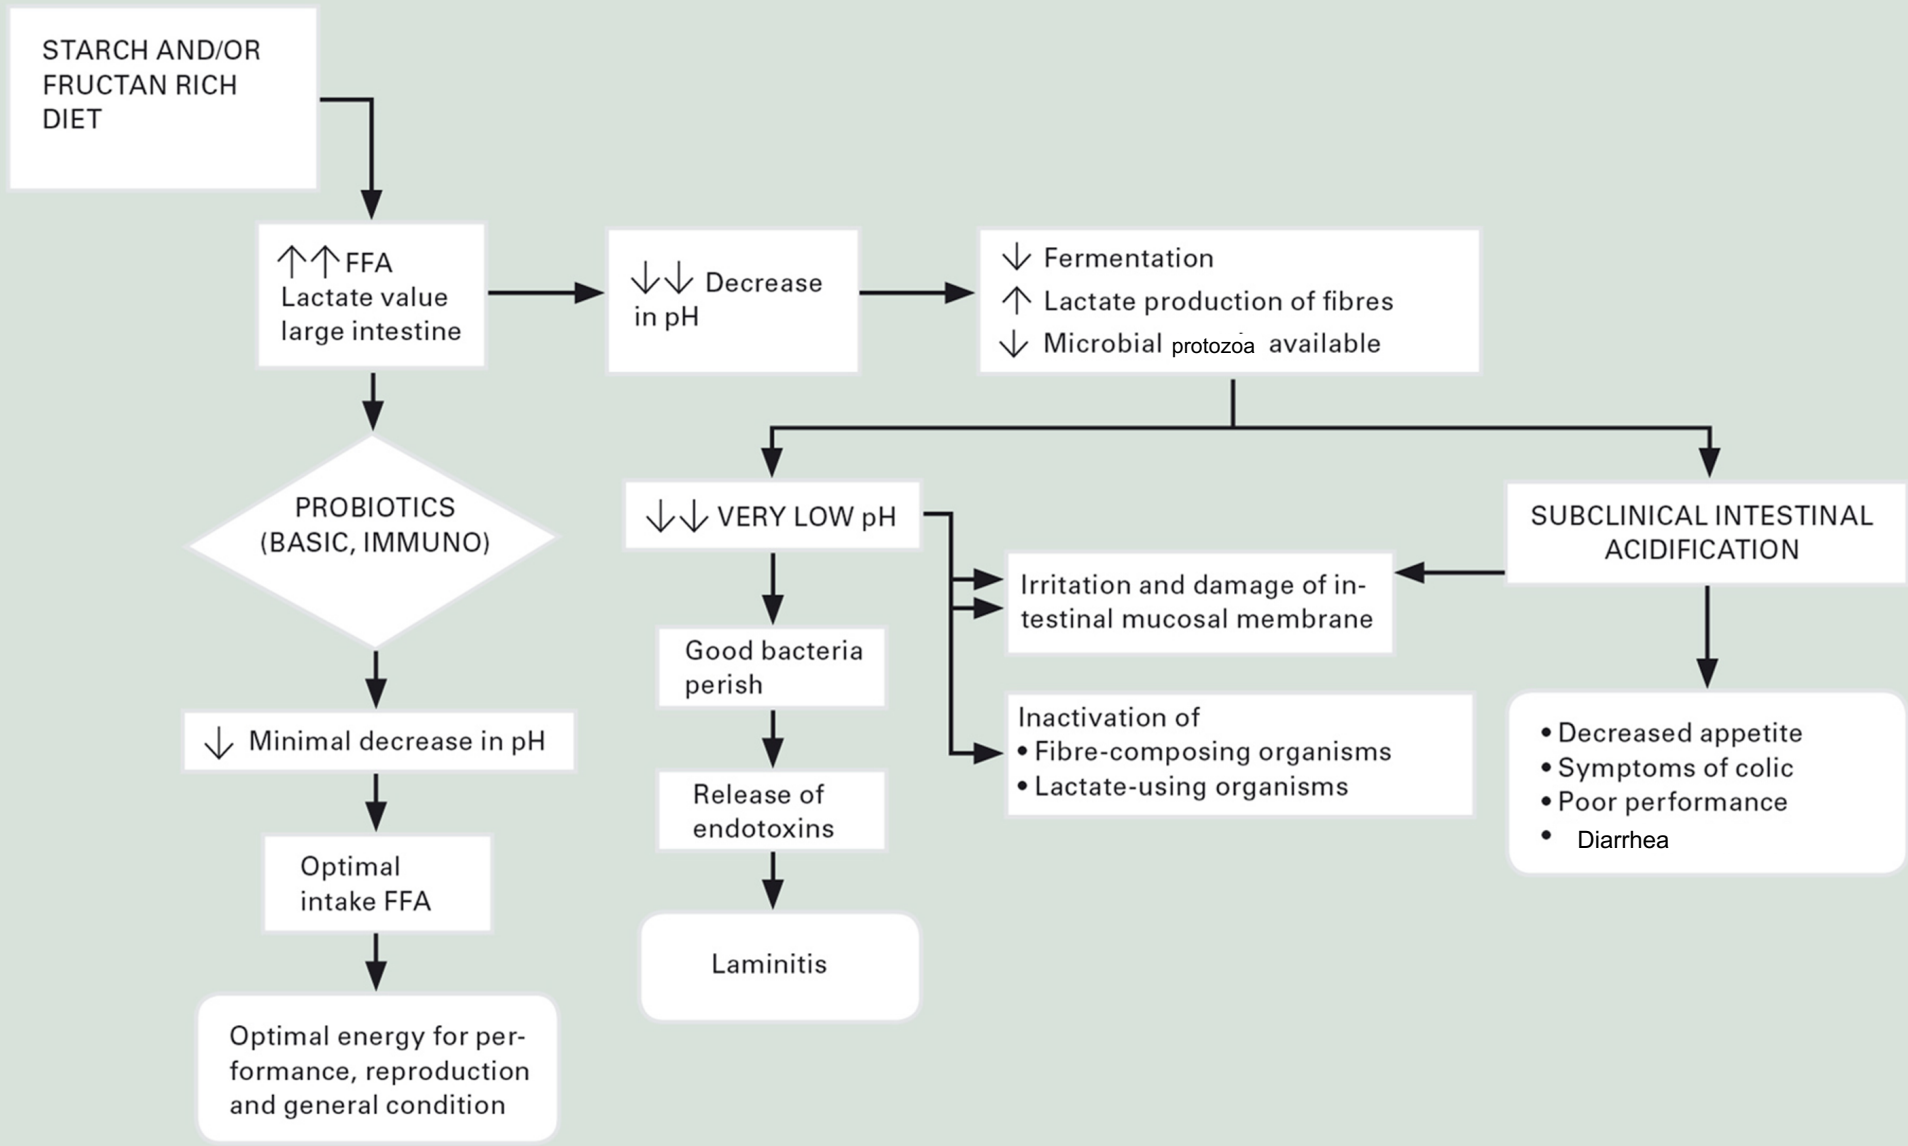 STARCH AND/OR
FRUCTAN RICH
DIET
↑↑ FFA
Lactate value
large intestine
↓↓ Decrease
in pH
↓ Fermentation
↑ Lactate production of fibres
↓ Microbial protozoa available
PROBIOTICS
(BASIC, IMMUNO)
↓ Minimal decrease in pH
Optimal
intake FFA
Optimal energy for per-
formance, reproduction
and general condition
↓↓ VERY LOW pH
Good bacteria
perish
Release of
endotoxins
Laminitis
Irritation and damage of in-
testinal mucosal membrane
Inactivation of
• Fibre-composing organisms
• Lactate-using organisms
SUBCLINICAL INTESTINAL
ACIDIFICATION
• Decreased appetite
• Symptoms of colic
• Poor performance
• Diarrhea